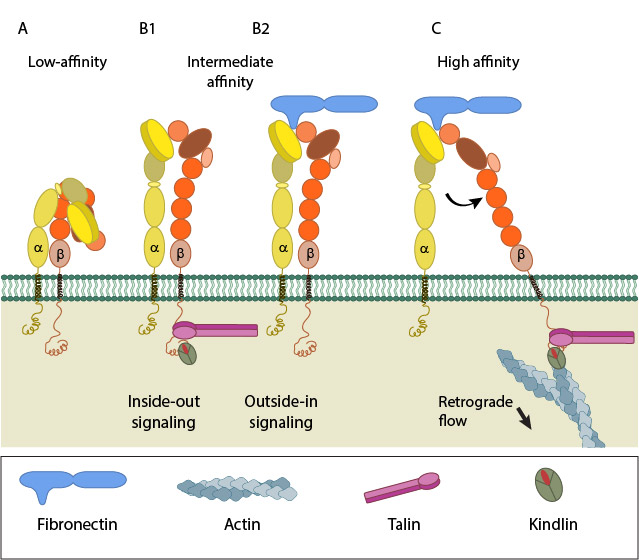 A
B1
B2
C
Low-affinity
Intermediate
affinity
High affinity
α
β
α
β
α
β
α
β
Inside-out
signaling
Outside-in
signaling
Retrograde
flow
Fibronectin
Actin
Talin
Kindlin